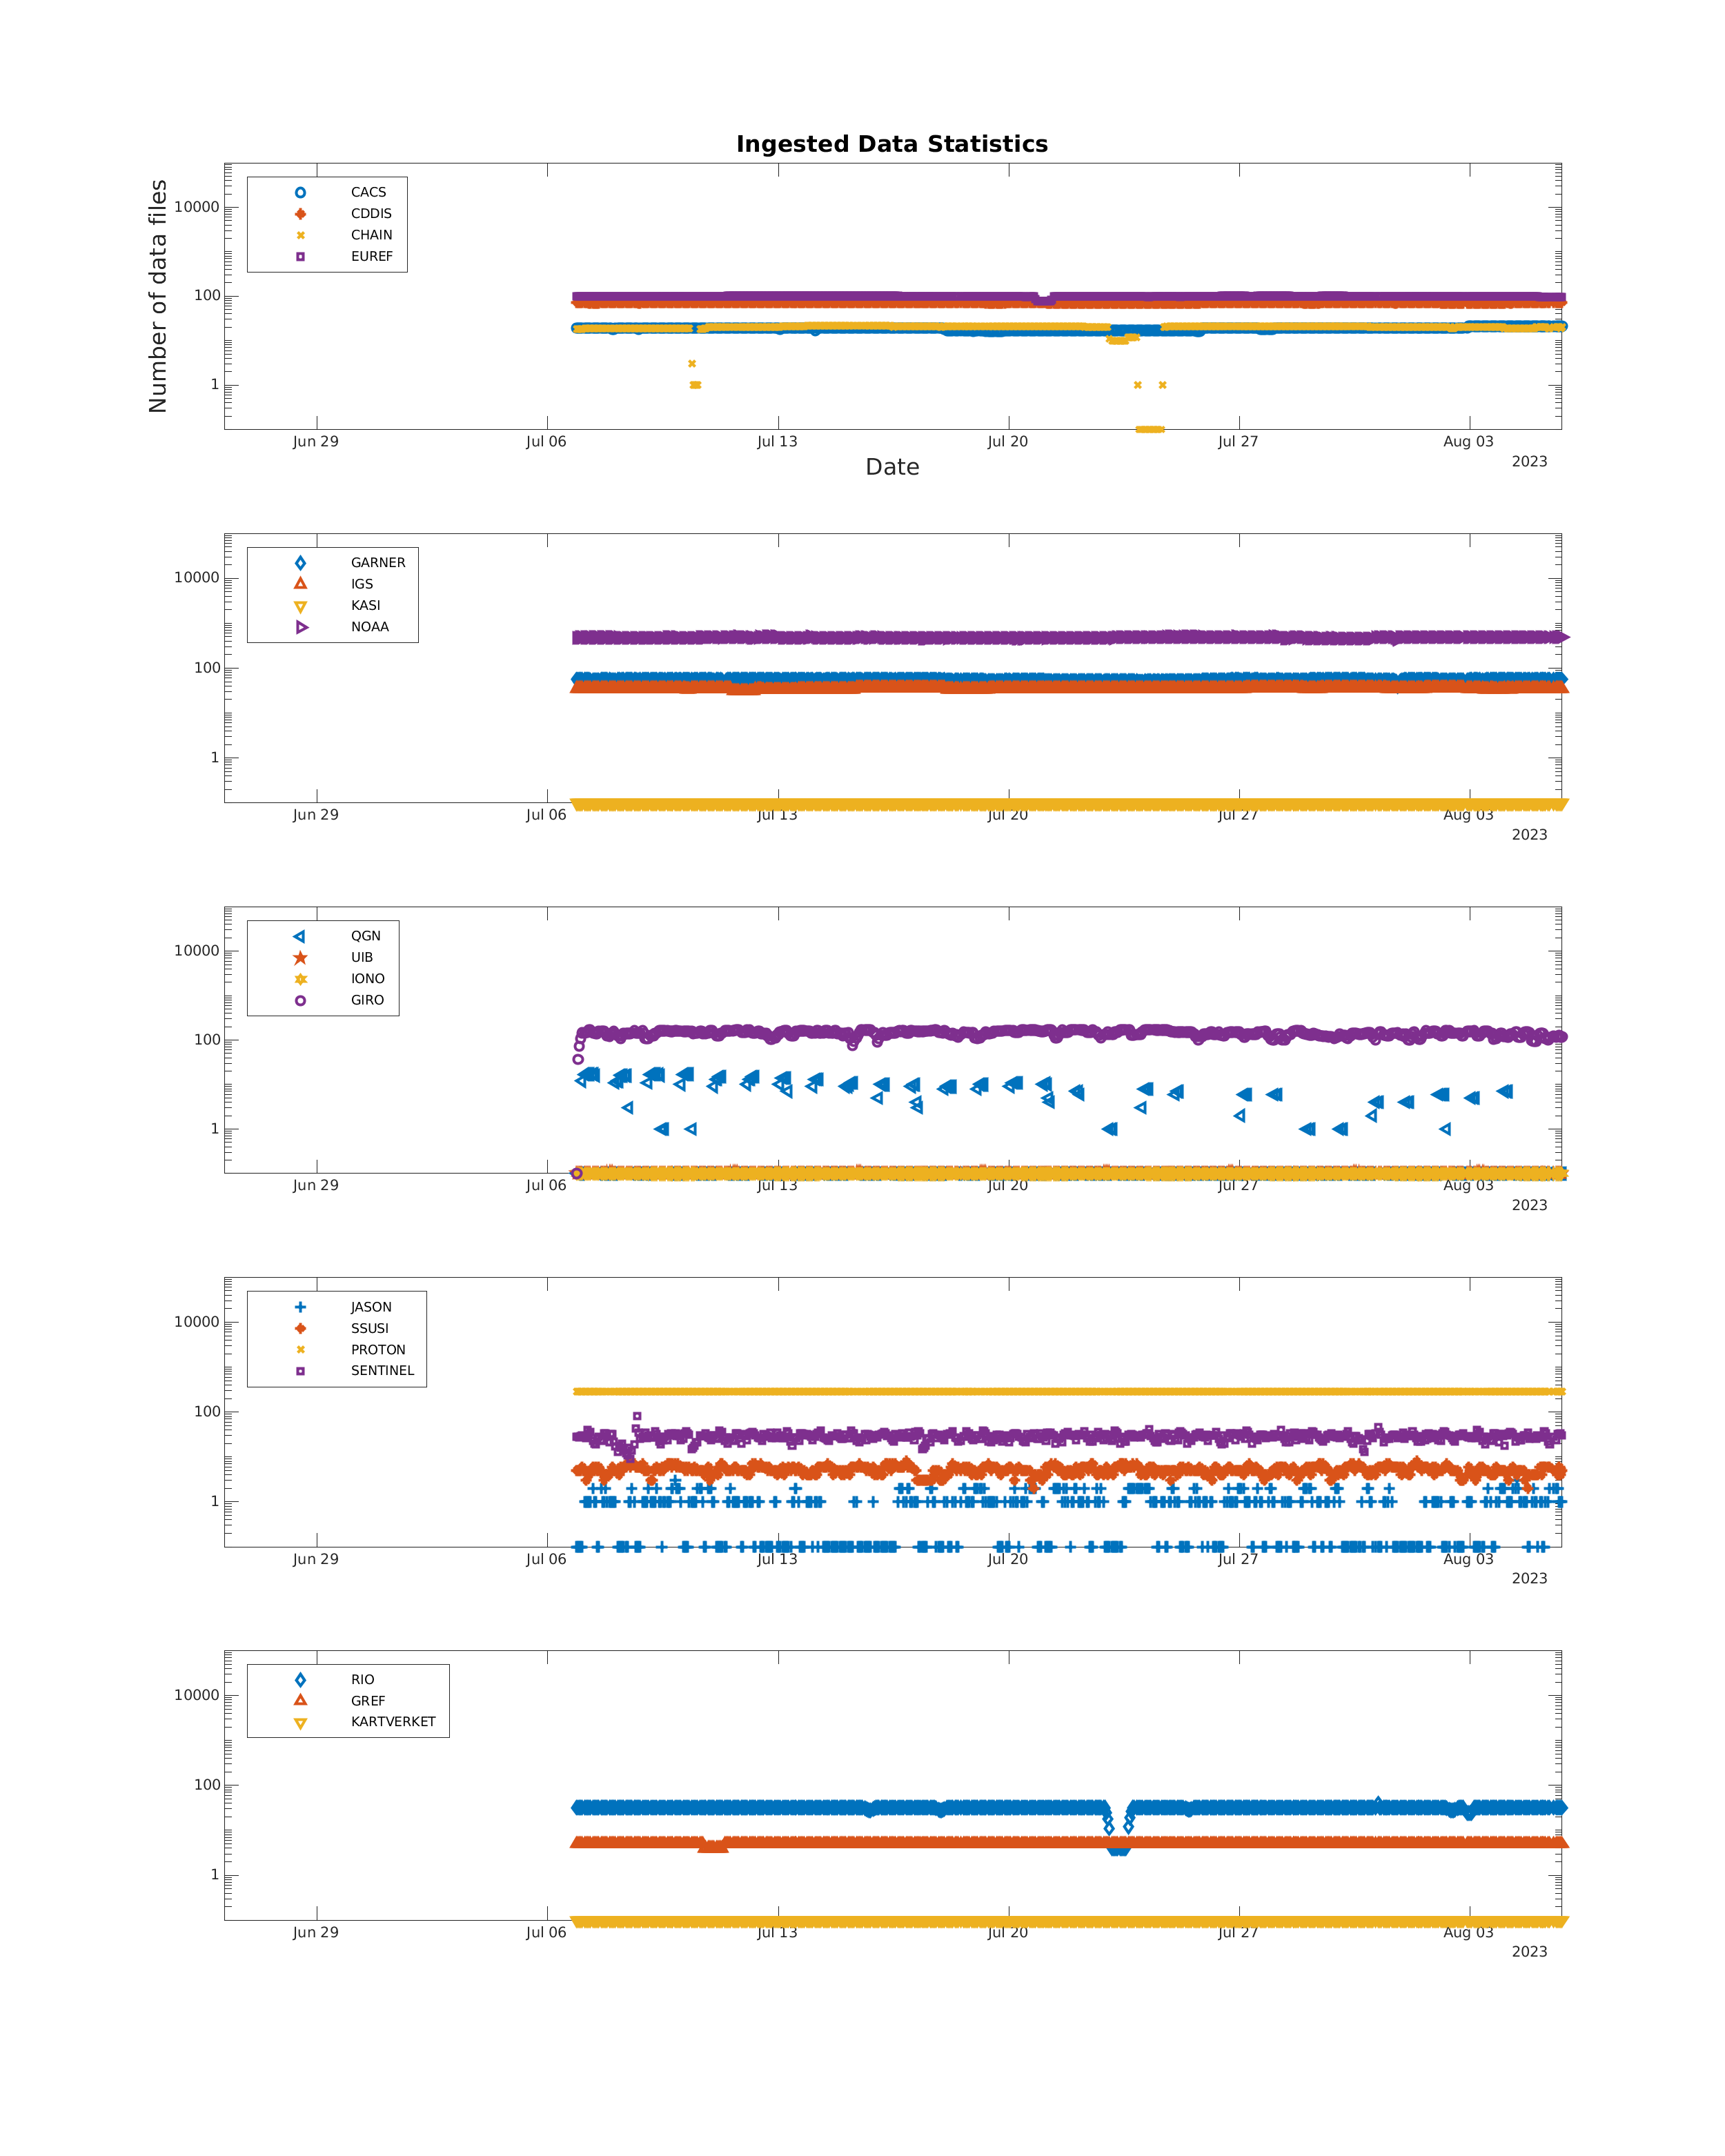 Ingested Data Statistics
Number of data files
10000
100
1
CACS
CDDIS
CHAIN
EUREF
Jun 29 Jul 06 Jul 13 Jul 20 Jul 27 Aug 03
2023
Date
10000
100
1
GARNER
IGS
KASI
NOAA
Jun 29 Jul 06 Jul 13 Jul 20 Jul 27 Aug 03
2023
10000
100
1
QGN
UIB
IONO
GIRO
Jun 29 Jul 06 Jul 13 Jul 20 Jul 27 Aug 03
2023
10000
100
1
JASON
SSUSI
PROTON
SENTINEL
Jun 29 Jul 06 Jul 13 Jul 20 Jul 27 Aug 03
2023
10000
100
1
RIO
GREF
KARTVERKET
Jun 29 Jul 06 Jul 13 Jul 20 Jul 27 Aug 03
2023